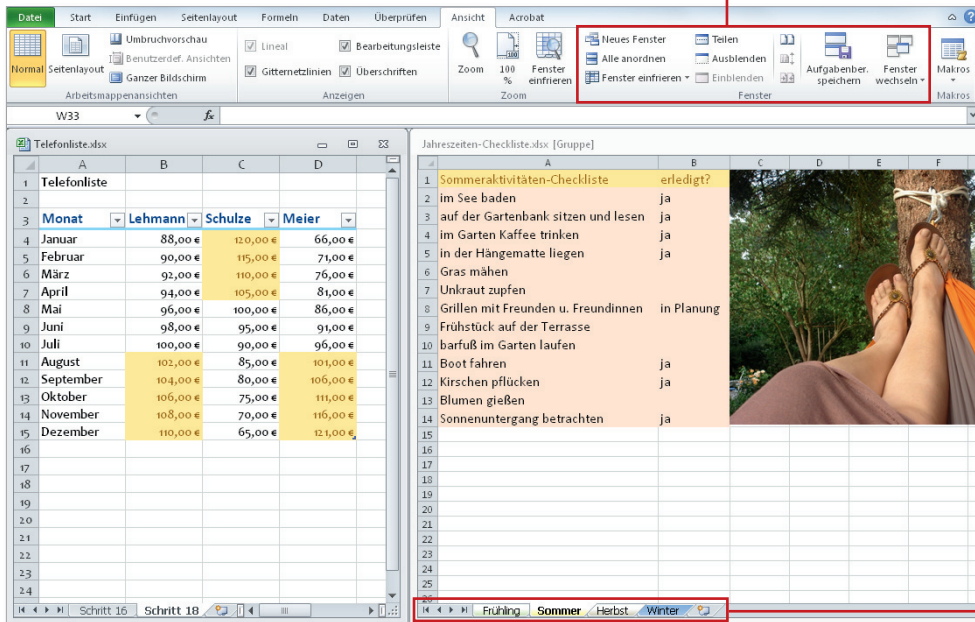 Datei Start Einfügen Seitenlayout Formeln Daten Überprüfen Ansicht Acrobat
Normal Seitenlayout Umbruchvorschau Benutzerdef. Ansichten Ganzer Bildschirm
Arbeitsmappenansichten
Lineal Bearbeitungsleiste
Gitternetzlinien Überschriften
Anzeigen
Zoom 100 % Fenster einfrieren
Zoom
Neues Fenster Alle anordnen Fenster einfrieren
Teilen Ausblenden Einblenden
Aufgabenber. speichern Fenster wechseln
Fenster
Makros
Makros
W33 fx
Telefonliste.xlsx
A B C D
1 Telefonliste
2
3 Monat Lehmann Schulze Meier
4 Januar 88,00 € 120,00 € 66,00 €
5 Februar 90,00 € 115,00 € 71,00 €
6 März 92,00 € 110,00 € 76,00 €
7 April 94,00 € 105,00 € 81,00 €
8 Mai 96,00 € 100,00 € 86,00 €
9 Juni 98,00 € 95,00 € 91,00 €
10 Juli 100,00 € 90,00 € 96,00 €
11 August 102,00 € 85,00 € 101,00 €
12 September 104,00 € 80,00 € 106,00 €
13 Oktober 106,00 € 75,00 € 111,00 €
14 November 108,00 € 70,00 € 116,00 €
15 Dezember 110,00 € 65,00 € 121,00 €
16
17
18
19
20
21
22
23
24
Schritt 16 Schritt 18
Jahreszeiten-Checkliste.xlsx [Gruppe]
A B C D E F
1 Sommeraktivitäten-Checkliste erledigt?
2 im See baden ja
3 auf der Gartenbank sitzen und lesen ja
4 im Garten Kaffee trinken ja
5 in der Hängematte liegen ja
6 Gras mähen
7 Unkraut zupfen
8 Grillen mit Freunden u. Freundinnen in Planung
9 Frühstück auf der Terrasse
10 barfuß im Garten laufen
11 Boot fahren ja
12 Kirschen pflücken ja
13 Blumen gießen
14 Sonnenuntergang betrachten ja
15
16
17
18
19
20
21
22
23
24
25
Frühling Sommer Herbst Winter